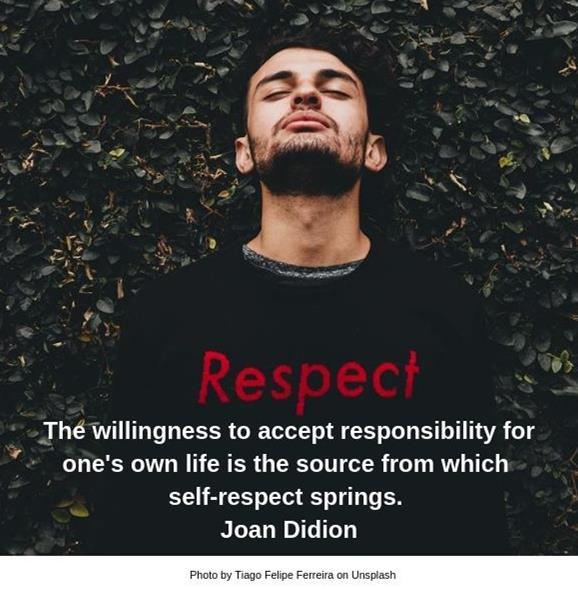 Respect
The willingness to accept responsibility for
one's own life is the source from which
self-respect springs.
Joan Didion
Photo by Tiago Felipe Ferreira on Unsplash